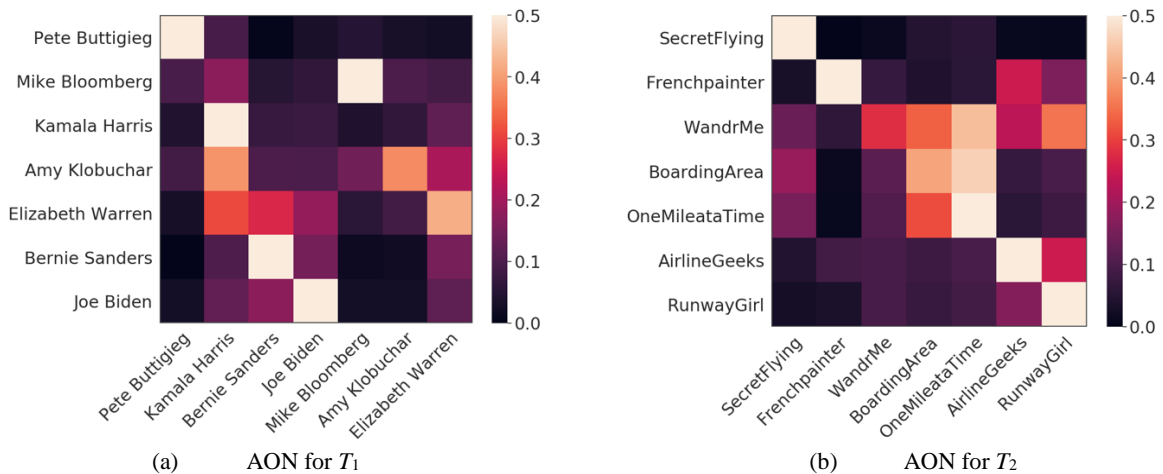 Pete Buttigieg
Mike Bloomberg
Kamala Harris
Amy Klobuchar
Elizabeth Warren
Bernie Sanders
Joe Biden
0.5
0.4
0.3
0.2
0.1
0.0
Pete Buttigieg
Kamala Harris
Bernie Sanders
Joe Biden
Mike Bloomberg
Amy Klobuchar
Elizabeth Warren
(a) AON for T1
SecretFlying
Frenchpainter
WandrMe
BoardingArea
OneMileataTime
AirlineGeeks
RunwayGirl
0.5
0.4
0.3
0.2
0.1
0.0
SecretFlying
Frenchpainter
WandrMe
BoardingArea
OneMileataTime
AirlineGeeks
RunwayGirl
(b) AON for T2